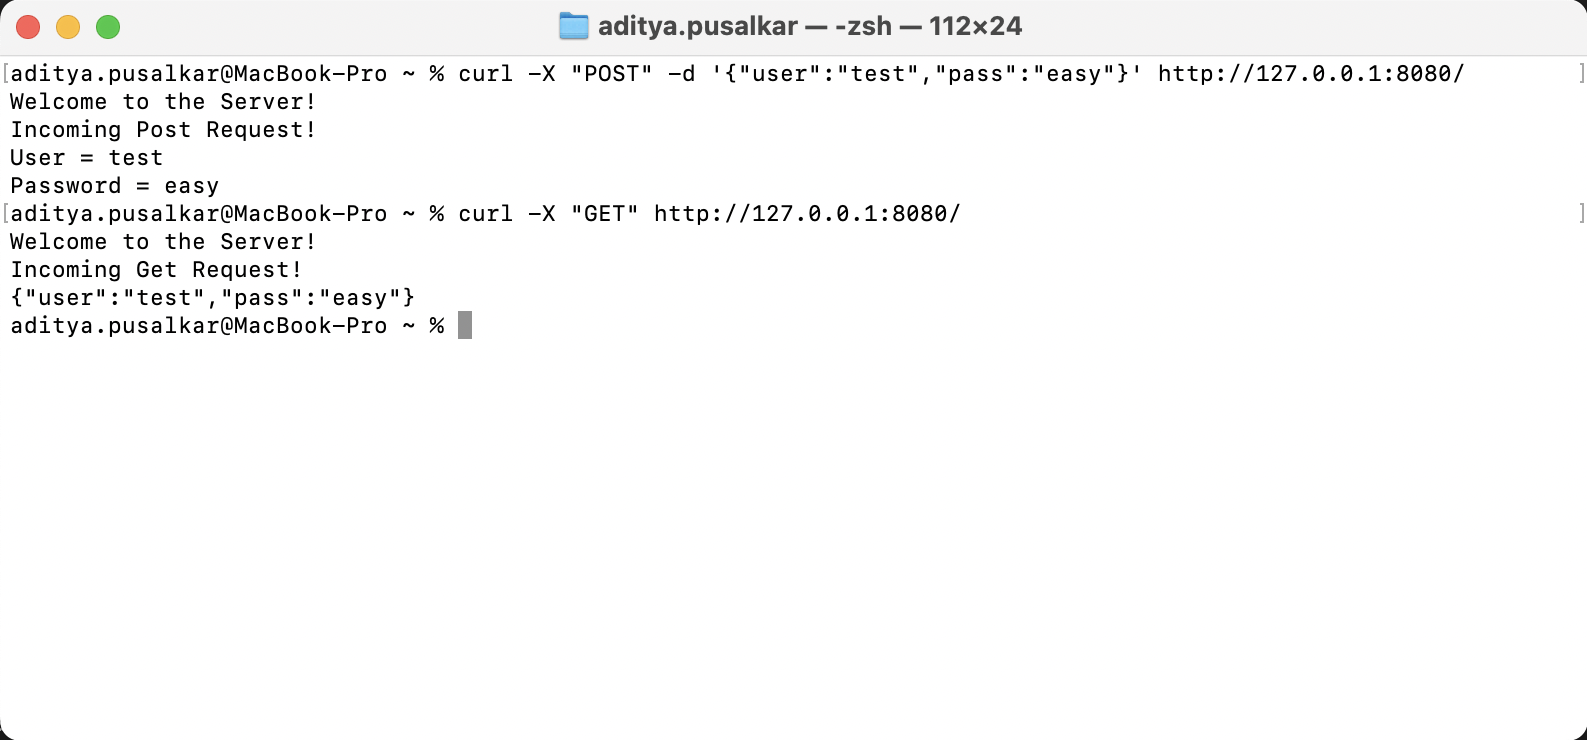 aditya.pusalkar — -zsh — 112×24
[aditya.pusalkar@MacBook-Pro ~ % curl -X "POST" -d '{"user":"test","pass":"easy"}' http://127.0.0.1:8080/ ]
Welcome to the Server!
Incoming Post Request!
User = test
Password = easy
[aditya.pusalkar@MacBook-Pro ~ % curl -X "GET" http://127.0.0.1:8080/ ]
Welcome to the Server!
Incoming Get Request!
{"user":"test","pass":"easy"}
aditya.pusalkar@MacBook-Pro ~ %